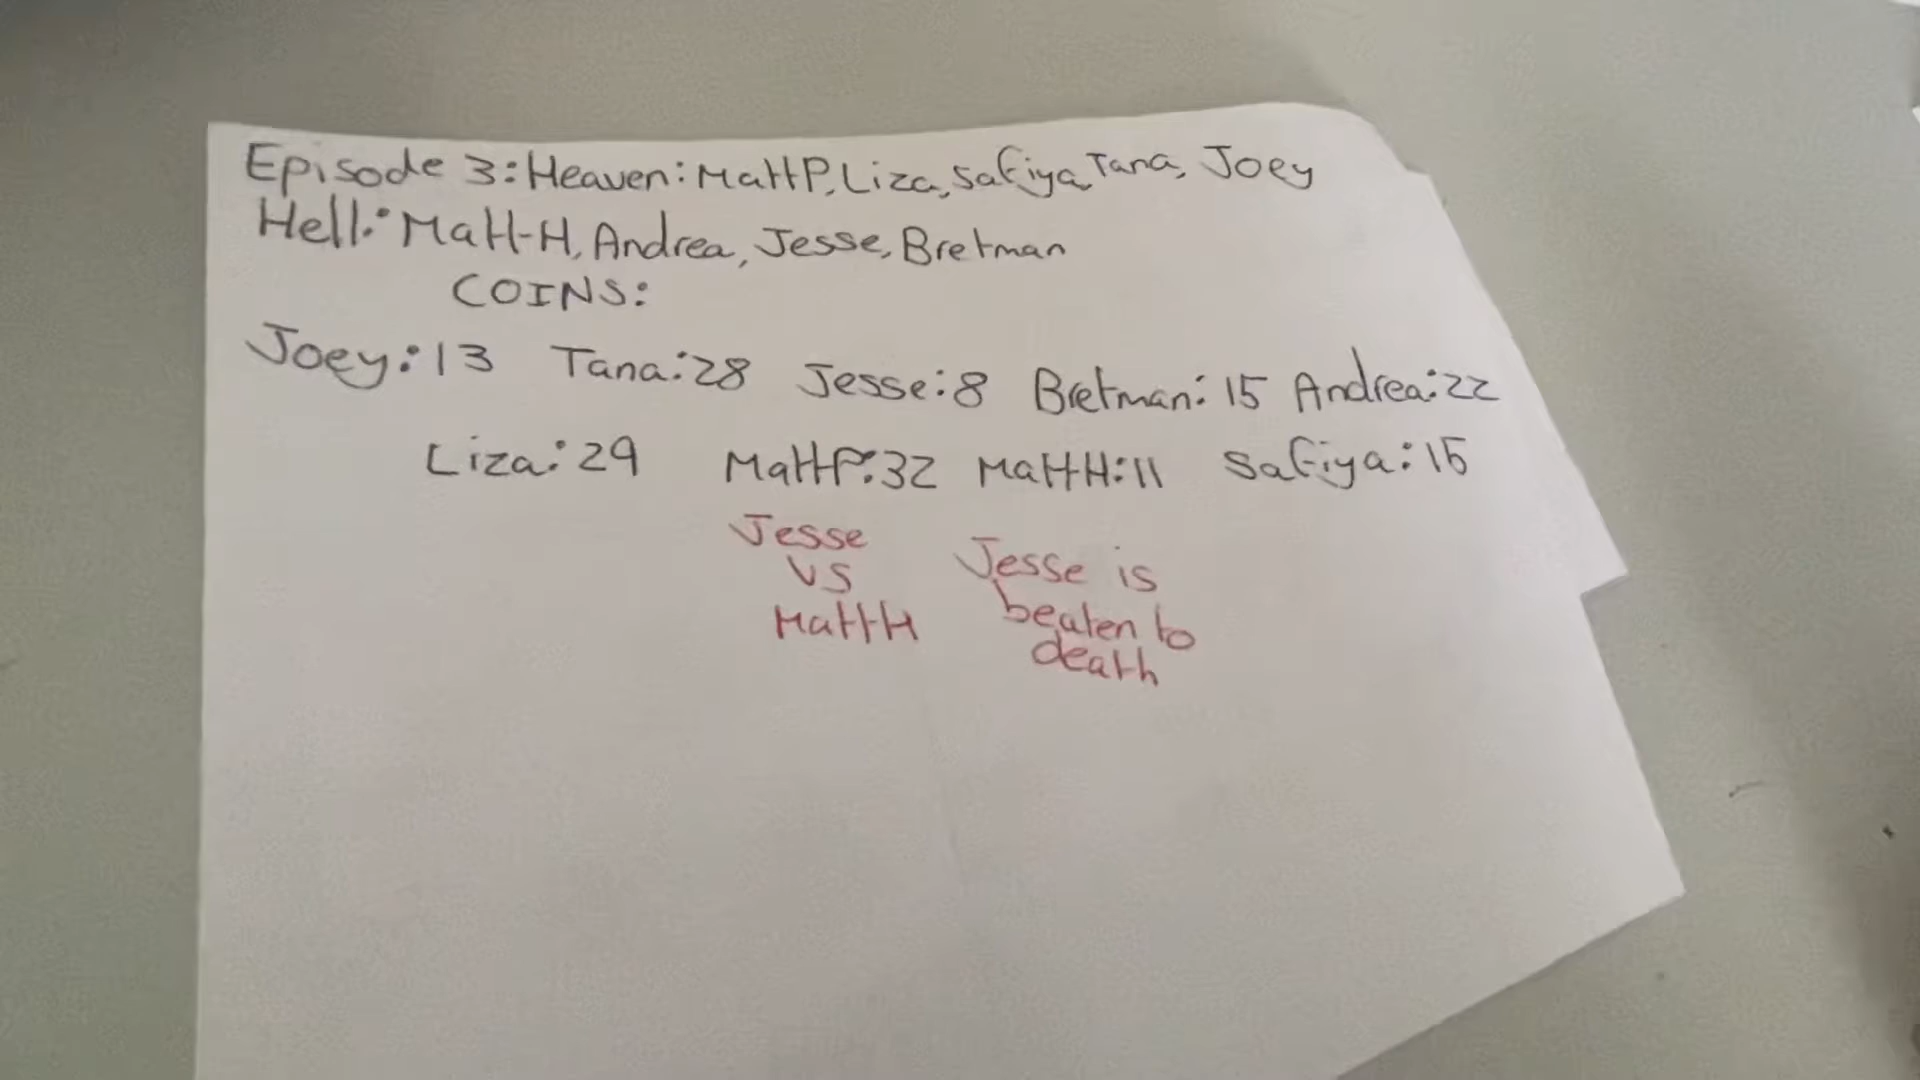 Episode 3: Heaven: MattP, Liza, Safiya, Tana, Joey
Hell: Matt-H, Andrea, Jesse, Bretman
COINS:
Joey: 13 Tana: 28 Jesse: 8 Bretman: 15 Andrea: 22
Liza: 29 MattP: 32 MattH: 11 Safiya: 15
Jesse
vs
MattH
Jesse is
beaten to
death